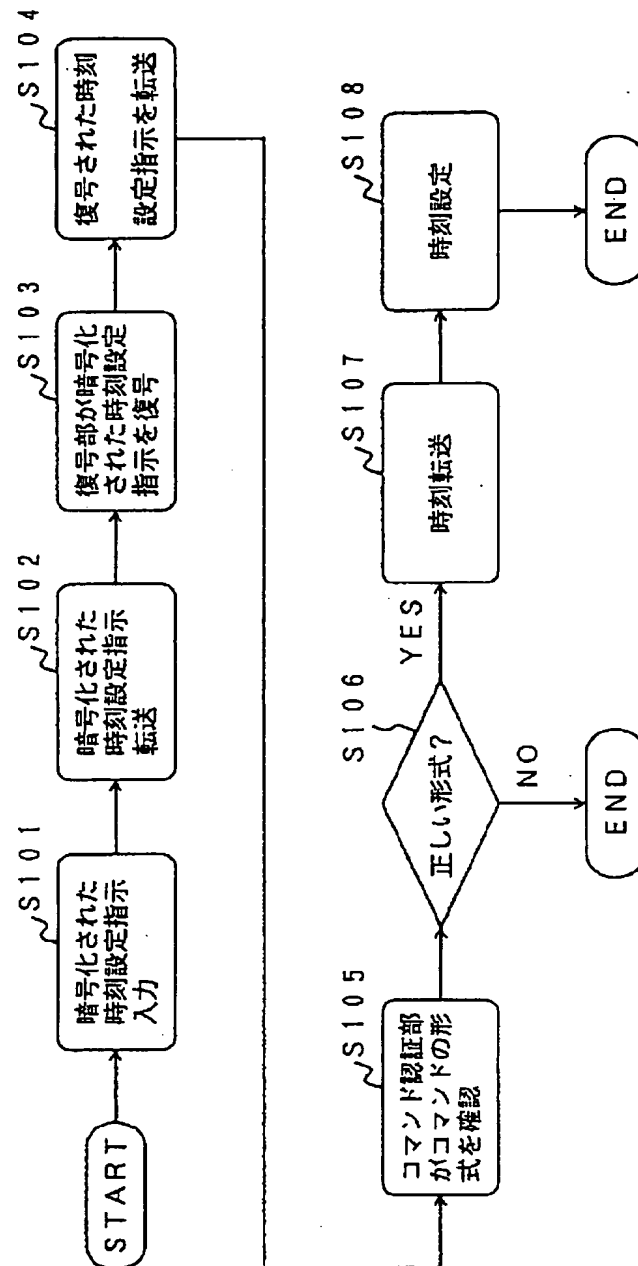 START
S101
暗号化された
時刻設定指示
入力
S102
暗号化された
時刻設定指示
転送
S103
復号部が暗号化
された時刻設定
指示を復号
S104
復号された時刻
設定指示を転送
S105
コマンド認証部
がコマンドの形
式を確認
S106
正しい形式?
YES
NO
END
S107
時刻転送
S108
時刻設定
END